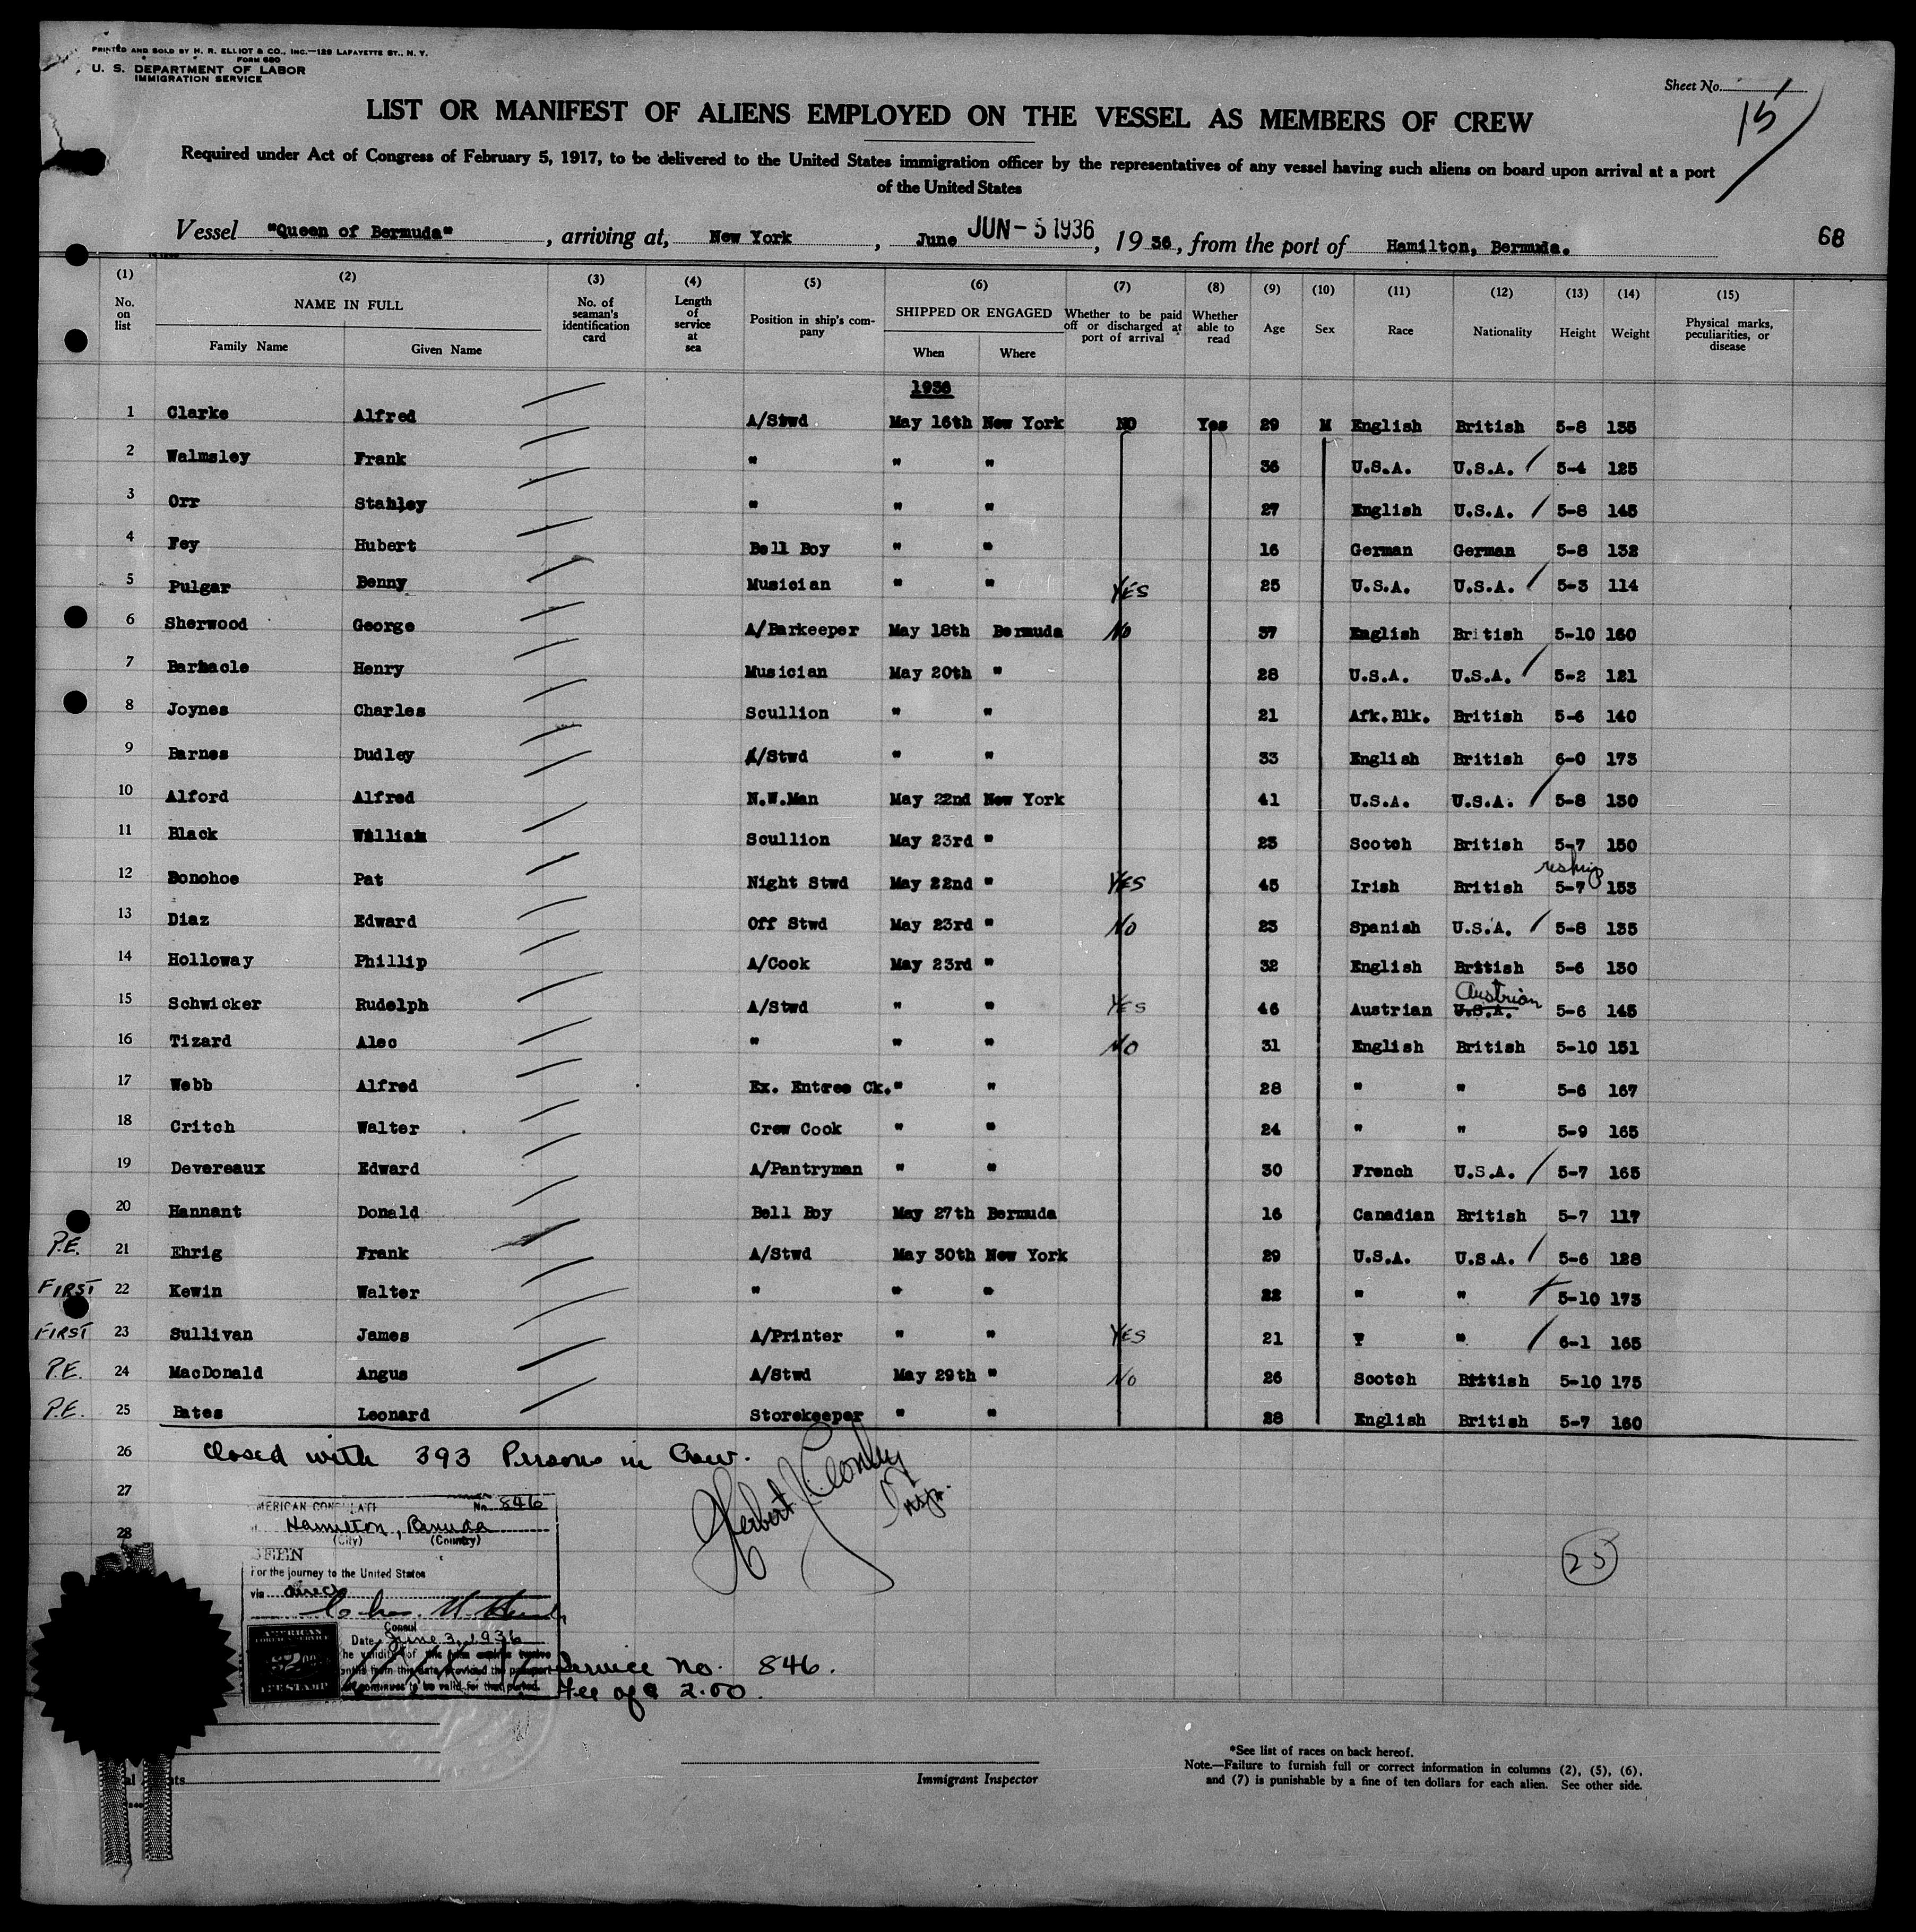 PRINTED AND SOLD BY H. R. ELLIOT & CO., INC.—129 LAFAYETTE ST., N. Y.
FORM 680
U. S. DEPARTMENT OF LABOR
IMMIGRATION SERVICE
Sheet No.
15
LIST OR MANIFEST OF ALIENS EMPLOYED ON THE VESSEL AS MEMBERS OF CREW
Required under Act of Congress of February 5, 1917, to be delivered to the United States immigration officer by the representatives of any vessel having such aliens on board upon arrival at a port
of the United States
Vessel "Queen of Bermuda", arriving at, New York, June JUN - 5 1936, 19 36, from the port of Hamilton, Bermuda.
68
(1) No. on list (2) NAME IN FULL Family Name Given Name (3) No. of seaman's identification card (4) Length of service at sea (5) Position in ship's company (6) SHIPPED OR ENGAGED When Where (7) Whether to be paid off or discharged at port of arrival (8) Whether able to read (9) Age (10) Sex (11) Race (12) Nationality (13) Height (14) Weight (15) Physical marks, peculiarities, or disease
1936
1 Clarke Alfred A/Stwd May 16th New York NO Yes 29 M English British 5-8 135
2 Walmsley Frank " " " 36 U.S.A. U.S.A. 5-4 125
3 Orr Stanley " " " 27 English U.S.A. 5-8 145
4 Fey Hubert Bell Boy " " 16 German German 5-8 132
5 Pulgar Benny Musician " " YES 25 U.S.A. U.S.A. 5-3 114
6 Sherwood George A/Barkeeper May 18th Bermuda No 37 English British 5-10 160
7 Barnacle Henry Musician May 20th " 28 U.S.A. U.S.A. 5-2 121
8 Joynes Charles Scullion " " 21 Afk. Blk. British 5-6 140
9 Barnes Dudley A/Stwd " " 33 English British 6-0 173
10 Alford Alfred N.W.Man May 22nd New York 41 U.S.A. U.S.A. 5-8 130
11 Black William Scullion May 23rd " 23 Scotch British 5-7 150
reship
12 Donohoe Pat Night Stwd May 22nd " YES 45 Irish British 5-7 153
13 Diaz Edward Off Stwd May 23rd " No 23 Spanish U.S.A. 5-8 135
14 Holloway Phillip A/Cook May 23rd " 32 English British 5-6 130
Austrian
15 Schwicker Rudolph A/Stwd " " YES 46 Austrian U.S.A. 5-6 145
16 Tizard Alec " " " NO 31 English British 5-10 151
17 Webb Alfred Ex. Entree Ck. " " 28 " " 5-6 167
18 Critch Walter Crew Cook " " 24 " " 5-9 165
19 Devereaux Edward A/Pantryman " " 30 French U.S.A. 5-7 165
20 Hannant Donald Bell Boy May 27th Bermuda 16 Canadian British 5-7 117
P.E. 21 Ehrig Frank A/Stwd May 30th New York 29 U.S.A. U.S.A. 5-6 128
FIRST 22 Kewin Walter " " " 22 " " 5-10 173
FIRST 23 Sullivan James A/Printer " " YES 21 " 6-1 165
P.E. 24 MacDonald Angus A/Stwd May 29th " No 26 Scotch British 5-10 175
P.E. 25 Bates Leonard Storekeeper " " 28 English British 5-7 160
26 Closed with 393 Persons in Crew.
27
28
Insp.
AMERICAN CONSULATE No. 846
Hamilton, Bermuda
(City) (Country)
SEEN
For the journey to the United States
via direct
Consul
Date June 3, 1936
25
Service No. 846.
Fee of $ 2.00.
Immigrant Inspector
*See list of races on back hereof.
Note.—Failure to furnish full or correct information in columns (2), (5), (6),
and (7) is punishable by a fine of ten dollars for each alien. See other side.